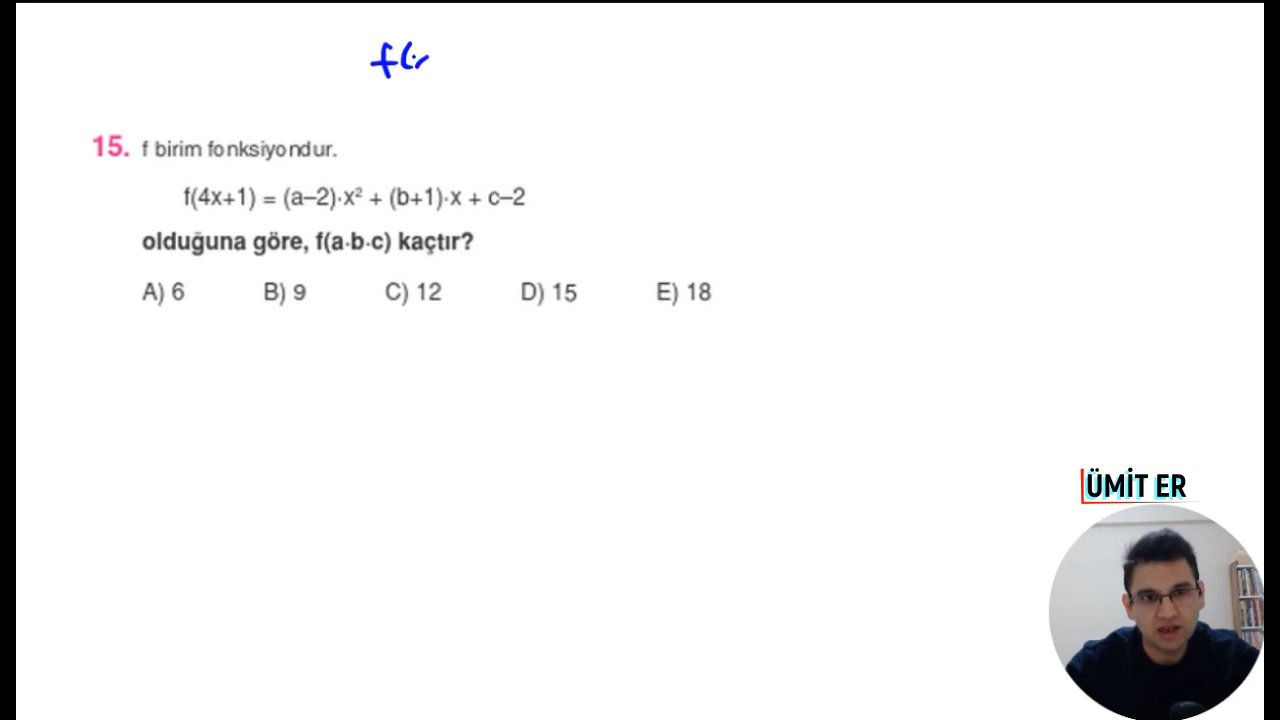 f(x
15. f birim fonksiyondur.
f(4x+1) = (a–2)·x² + (b+1)·x + c–2
olduğuna göre, f(a·b·c) kaçtır?
A) 6 B) 9 C) 12 D) 15 E) 18
ÜMİT ER